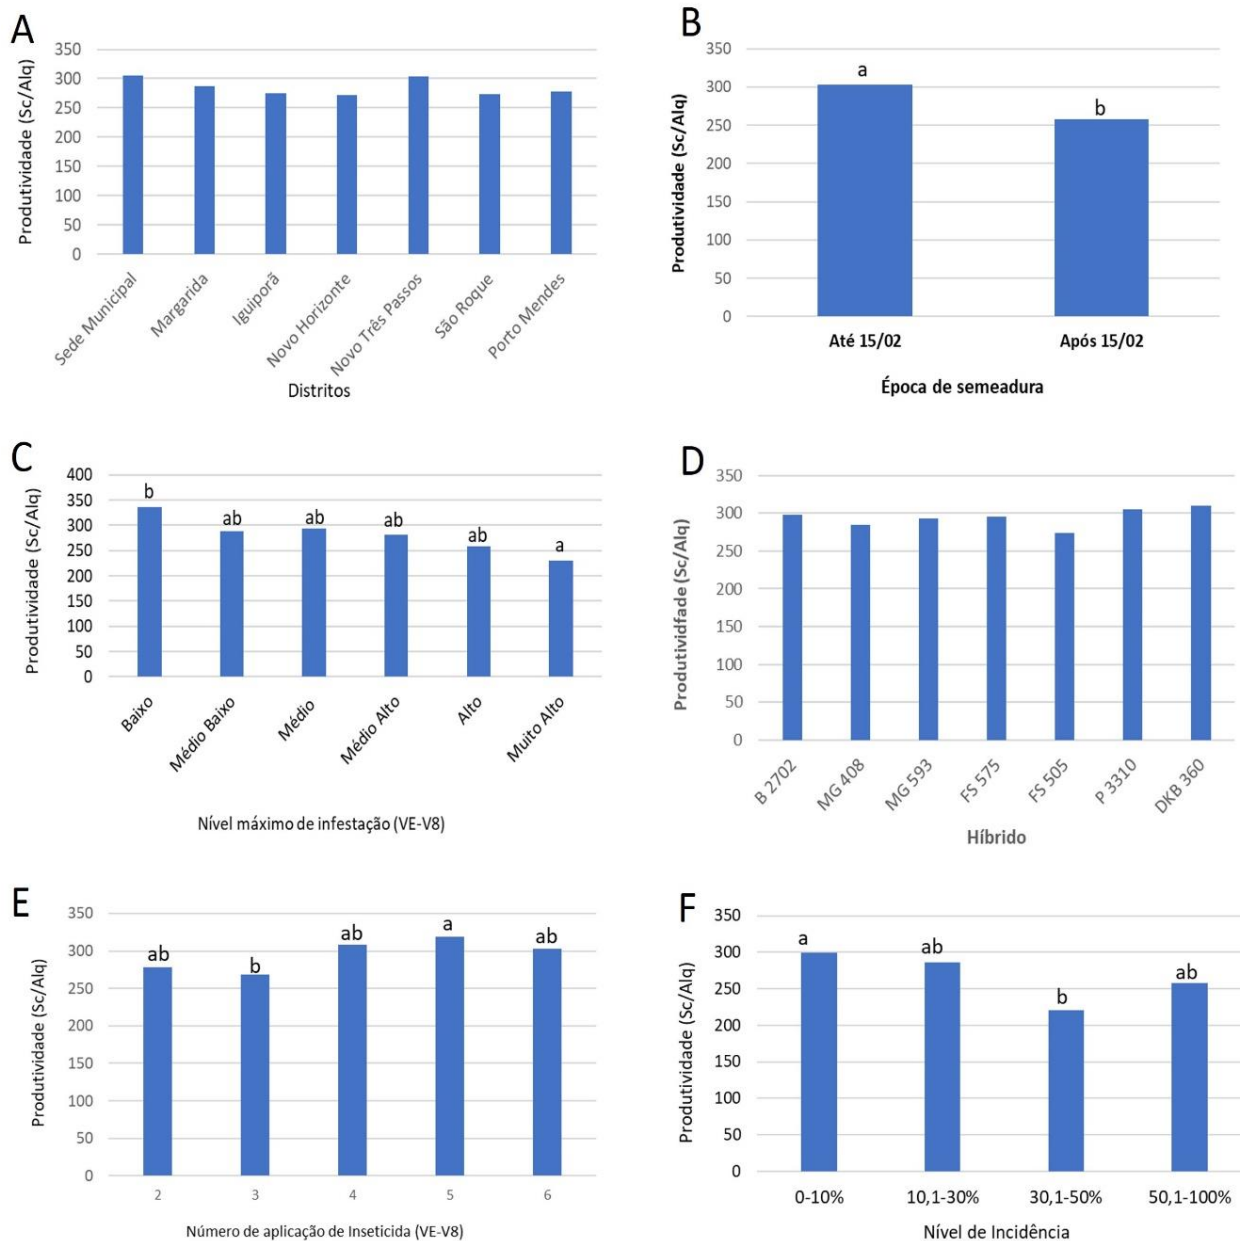 A
Produtividade (Sc/Alq)
350
300
250
200
150
100
50
0
Sede Municipal
Margarida
Iguiporã
Novo Horizonte
Novo Três Passos
São Roque
Porto Mendes
Distritos
B
Produtividade (Sc/Alq)
350
300
250
200
150
100
50
0
a
b
Até 15/02
Após 15/02
Época de semeadura
C
Produtividade (Sc/Alq)
400
350
300
250
200
150
100
50
0
b
ab
ab
ab
ab
a
Baixo
Médio Baixo
Médio
Médio Alto
Alto
Muito Alto
Nível máximo de infestação (VE-V8)
D
Produtividfade (Sc/Alq)
350
300
250
200
150
100
50
0
B 2702
MG 408
MG 593
FS 575
FS 505
P 3310
DKB 360
Híbrido
E
Produtividade (Sc/Alq)
350
300
250
200
150
100
50
0
ab
b
ab
a
ab
2
3
4
5
6
Número de aplicação de Inseticida (VE-V8)
F
Produtividade (Sc/Alq)
350
300
250
200
150
100
50
0
a
ab
b
ab
0-10%
10,1-30%
30,1-50%
50,1-100%
Nível de Incidência